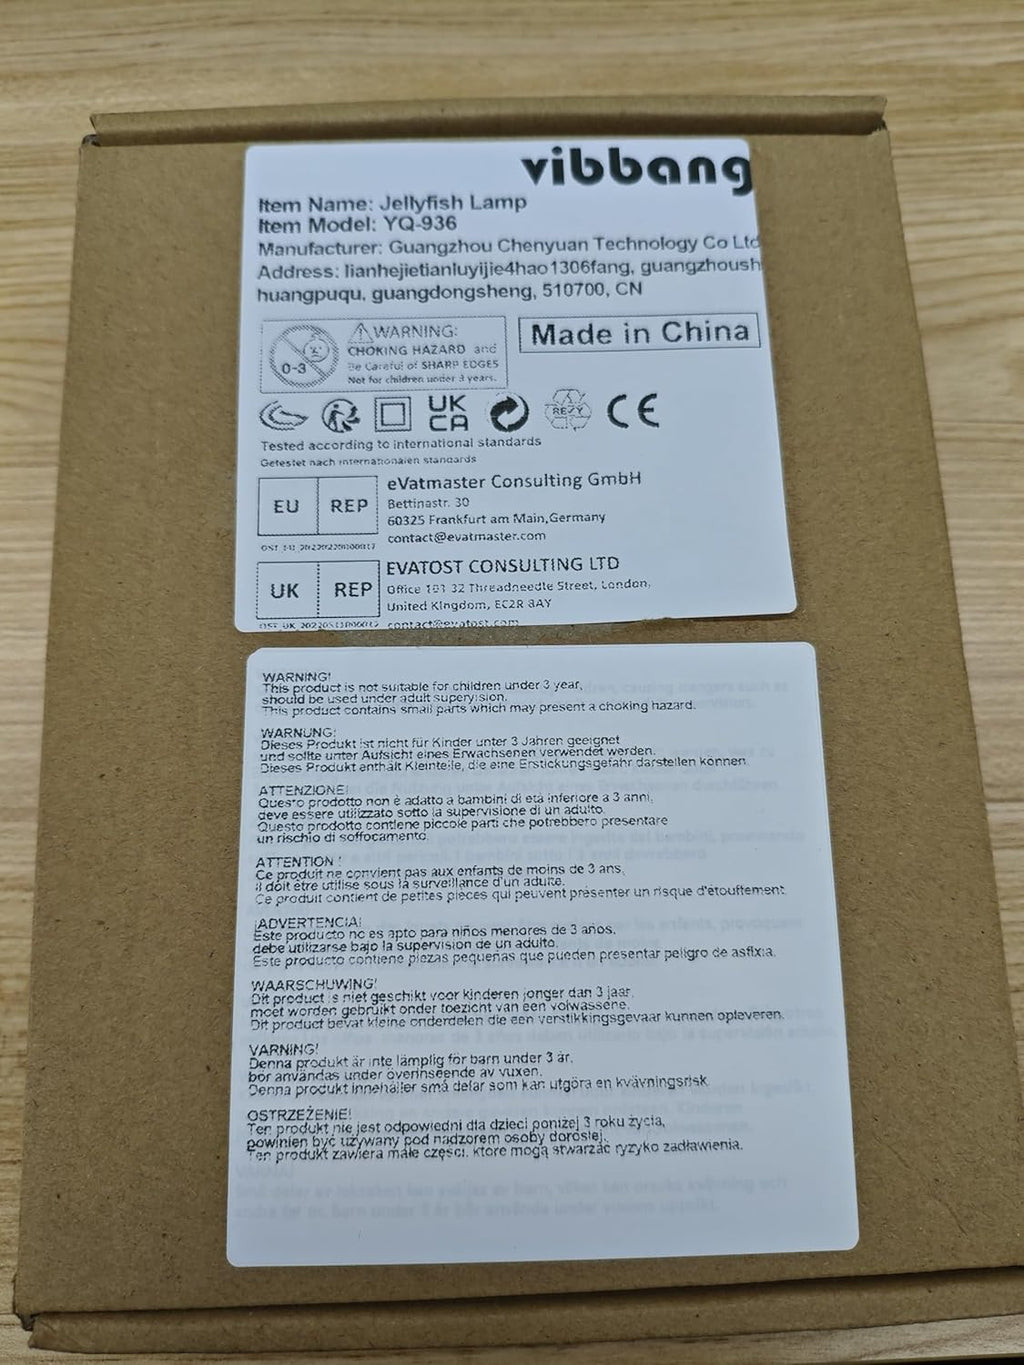 vibbang
Item Name: Jellyfish Lamp
Item Model: YQ-936
Manufacturer: Guangzhou Chenyuan Technology Co Ltd
Address: lianhejietianluyijie4hao1306fang, guangzhoush
huangpuqu, guangdongsheng, 510700, CN
0-3
WARNING:
CHOKING HAZARD and
Be Careful of SHARP EDGES
Not for children under 3 years.
Made in China
UK
CA
RESY
CE
Tested according to international standards
Getestet nach internationalen standards
EU REP
eVatmaster Consulting GmbH
Bettinastr. 30
60325 Frankfurt am Main,Germany
contact@evatmaster.com
UK REP
EVATOST CONSULTING LTD
Office 101 32 Threadneedle Street, London,
United Kingdom, EC2R 8AY
contact@evatost.com
WARNING!
This product is not suitable for children under 3 year,
should be used under adult supervision.
This product contains small parts which may present a choking hazard.
WARNUNG:
Dieses Produkt ist nicht für Kinder unter 3 Jahren geeignet
und sollte unter Aufsicht eines Erwachsenen verwendet werden.
Dieses Produkt enthält Kleinteile, die eine Erstickungsgefahr darstellen können
ATTENZIONE!
Questo prodotto non è adatto a bambini di età inferiore a 3 anni,
deve essere utilizzato sotto la supervisione di un adulto.
Questo prodotto contiene piccole parti che potrebbero presentare
un rischio di soffocamento.
ATTENTION !
Ce produit ne convient pas aux enfants de moins de 3 ans,
il doit être utilisé sous la surveillance d'un adulte.
Ce produit contient de petites pièces qui peuvent présenter un risque d'étouffement.
¡ADVERTENCIA!
Este producto no es apto para niños menores de 3 años,
debe utilizarse bajo la supervisión de un adulto.
Este producto contiene piezas pequeñas que pueden presentar peligro de asfixia.
WAARSCHUWING!
Dit product is niet geschikt voor kinderen jonger dan 3 jaar,
moet worden gebruikt onder toezicht van een volwassene.
Dit product bevat kleine onderdelen die een verstikkingsgevaar kunnen opleveren.
VARNING!
Denna produkt är inte lämplig för barn under 3 år,
bör användas under överinseende av vuxen.
Denna produkt innehåller små delar som kan utgöra en kvävningsrisk
OSTRZEŻENIE!
Ten produkt nie jest odpowiedni dla dzieci poniżej 3 roku życia,
powinien być używany pod nadzorem osoby dorosłej.
Ten produkt zawiera małe części, które mogą stwarzać ryzyko zadławienia.